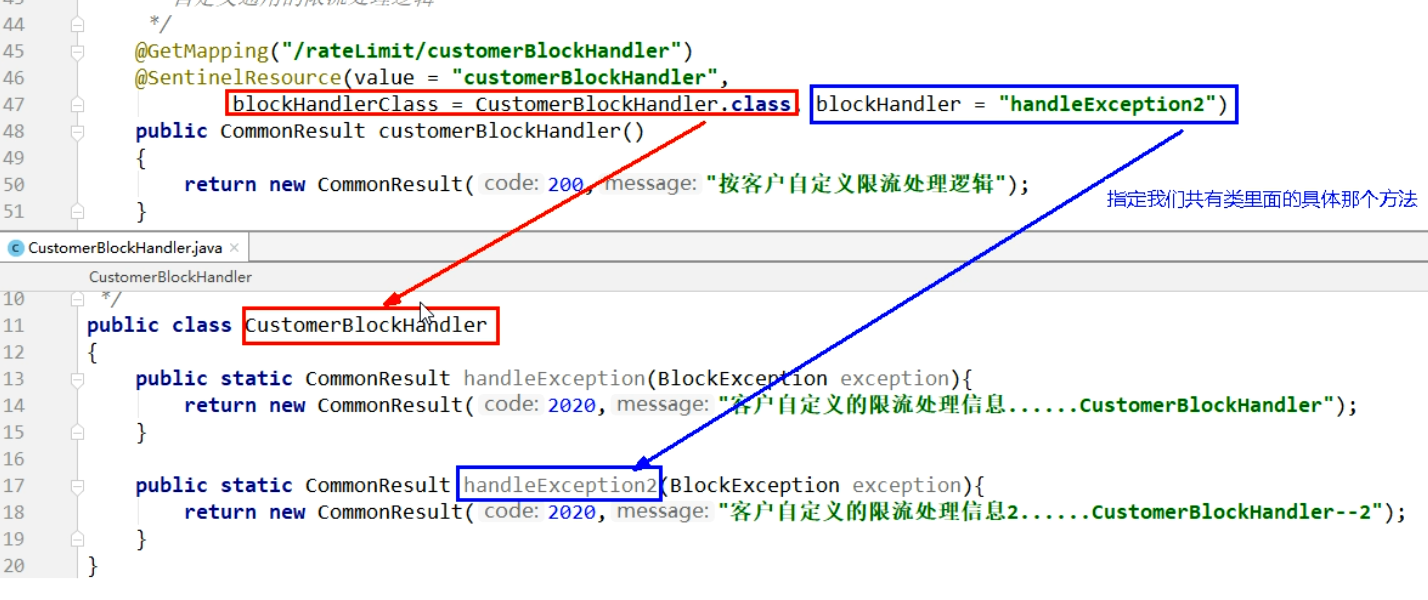 自定义通用的限流处理逻辑
44 */
45 @GetMapping("/rateLimit/customerBlockHandler")
46 @SentinelResource(value = "customerBlockHandler",
47 blockHandlerClass = CustomerBlockHandler.class, blockHandler = "handleException2")
48 public CommonResult customerBlockHandler()
49 {
50 return new CommonResult( code: 200, message: "按客户自定义限流处理逻辑");
指定我们共有类里面的具体那个方法
51 }
CustomerBlockHandler.java
CustomerBlockHandler
10 */
11 public class CustomerBlockHandler
12 {
13 public static CommonResult handleException(BlockException exception){
14 return new CommonResult( code: 2020, message: "客户自定义的限流处理信息......CustomerBlockHandler");
15 }
16
17 public static CommonResult handleException2(BlockException exception){
18 return new CommonResult( code: 2020, message: "客户自定义的限流处理信息2......CustomerBlockHandler--2");
19 }
20 }